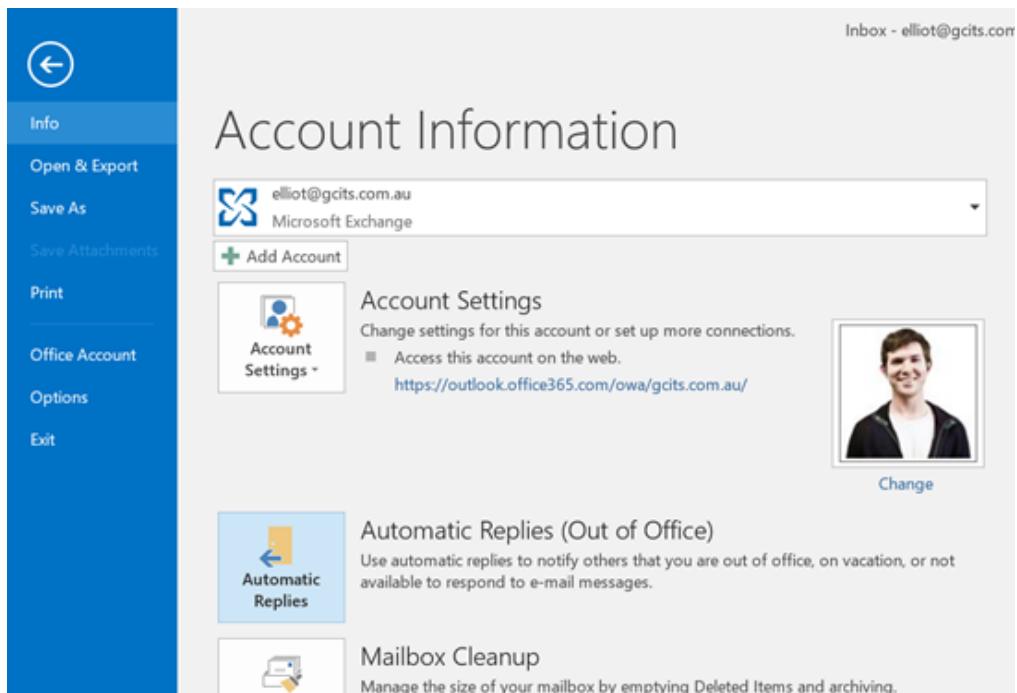 Inbox - elliot@gcits.com
Info
Open & Export
Save As
Save Attachments
Print
Office Account
Options
Exit
Account Information
elliot@gcits.com.au
Microsoft Exchange
Add Account
Account
Settings
Account Settings
Change settings for this account or set up more connections.
Access this account on the web.
https://outlook.office365.com/owa/gcits.com.au/
Change
Automatic
Replies
Automatic Replies (Out of Office)
Use automatic replies to notify others that you are out of office, on vacation, or not
available to respond to e-mail messages.
Mailbox Cleanup
Manage the size of your mailbox by emptying Deleted Items and archiving.